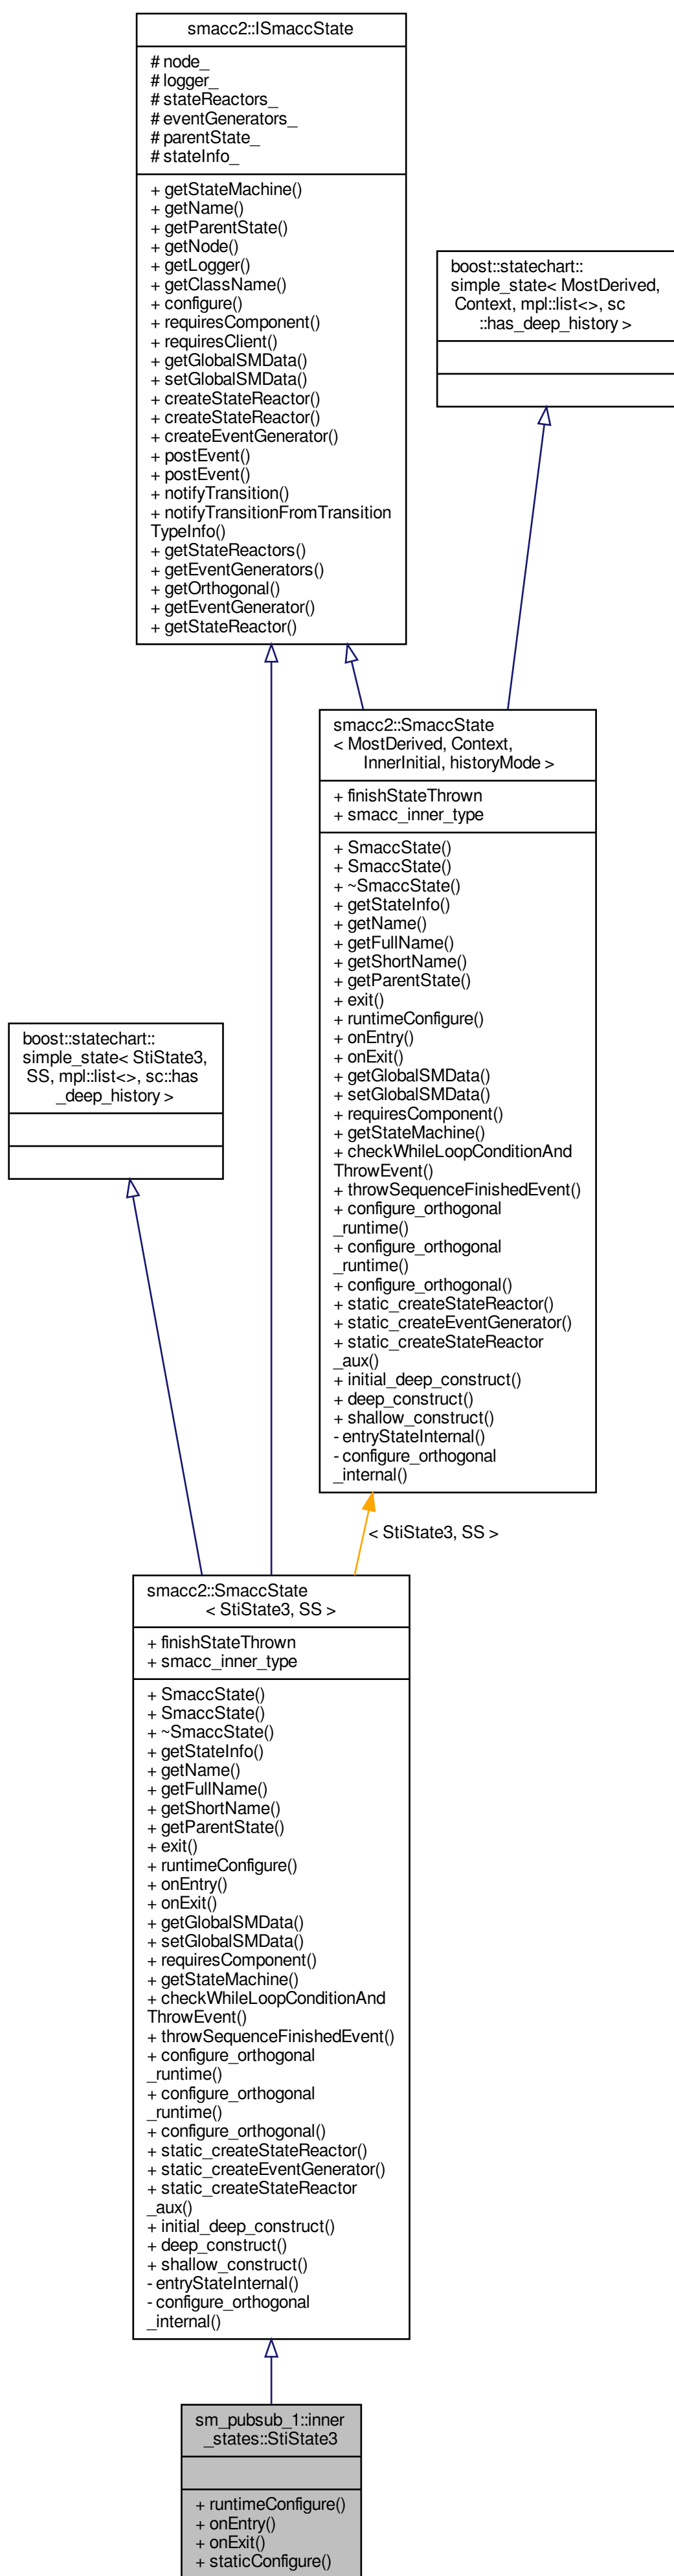 smacc2::ISmaccState
# node_
# logger_
# stateReactors_
# eventGenerators_
# parentState_
# stateInfo_
+ getStateMachine()
+ getName()
+ getParentState()
+ getNode()
+ getLogger()
+ getClassName()
+ configure()
+ requiresComponent()
+ requiresClient()
+ getGlobalSMData()
+ setGlobalSMData()
+ createStateReactor()
+ createStateReactor()
+ createEventGenerator()
+ postEvent()
+ postEvent()
+ notifyTransition()
+ notifyTransitionFromTransition
TypeInfo()
+ getStateReactors()
+ getEventGenerators()
+ getOrthogonal()
+ getEventGenerator()
+ getStateReactor()
boost::statechart::
simple_state< MostDerived,
Context, mpl::list<>, sc
::has_deep_history >
smacc2::SmaccState
< MostDerived, Context,
InnerInitial, historyMode >
+ finishStateThrown
+ smacc_inner_type
+ SmaccState()
+ SmaccState()
+ ~SmaccState()
+ getStateInfo()
+ getName()
+ getFullName()
+ getShortName()
+ getParentState()
+ exit()
+ runtimeConfigure()
+ onEntry()
+ onExit()
+ getGlobalSMData()
+ setGlobalSMData()
+ requiresComponent()
+ getStateMachine()
+ checkWhileLoopConditionAnd
ThrowEvent()
+ throwSequenceFinishedEvent()
+ configure_orthogonal
_runtime()
+ configure_orthogonal
_runtime()
+ configure_orthogonal()
+ static_createStateReactor()
+ static_createEventGenerator()
+ static_createStateReactor
_aux()
+ initial_deep_construct()
+ deep_construct()
+ shallow_construct()
- entryStateInternal()
- configure_orthogonal
_internal()
boost::statechart::
simple_state< StiState3,
SS, mpl::list<>, sc::has
_deep_history >
< StiState3, SS >
smacc2::SmaccState
< StiState3, SS >
+ finishStateThrown
+ smacc_inner_type
+ SmaccState()
+ SmaccState()
+ ~SmaccState()
+ getStateInfo()
+ getName()
+ getFullName()
+ getShortName()
+ getParentState()
+ exit()
+ runtimeConfigure()
+ onEntry()
+ onExit()
+ getGlobalSMData()
+ setGlobalSMData()
+ requiresComponent()
+ getStateMachine()
+ checkWhileLoopConditionAnd
ThrowEvent()
+ throwSequenceFinishedEvent()
+ configure_orthogonal
_runtime()
+ configure_orthogonal
_runtime()
+ configure_orthogonal()
+ static_createStateReactor()
+ static_createEventGenerator()
+ static_createStateReactor
_aux()
+ initial_deep_construct()
+ deep_construct()
+ shallow_construct()
- entryStateInternal()
- configure_orthogonal
_internal()
sm_pubsub_1::inner
_states::StiState3
+ runtimeConfigure()
+ onEntry()
+ onExit()
+ staticConfigure()